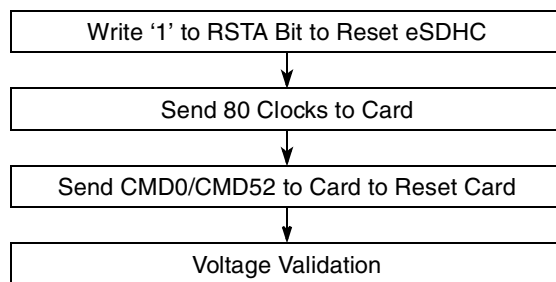 Write ‘1’ to RSTA Bit to Reset eSDHC
Send 80 Clocks to Card
Send CMD0/CMD52 to Card to Reset Card
Voltage Validation